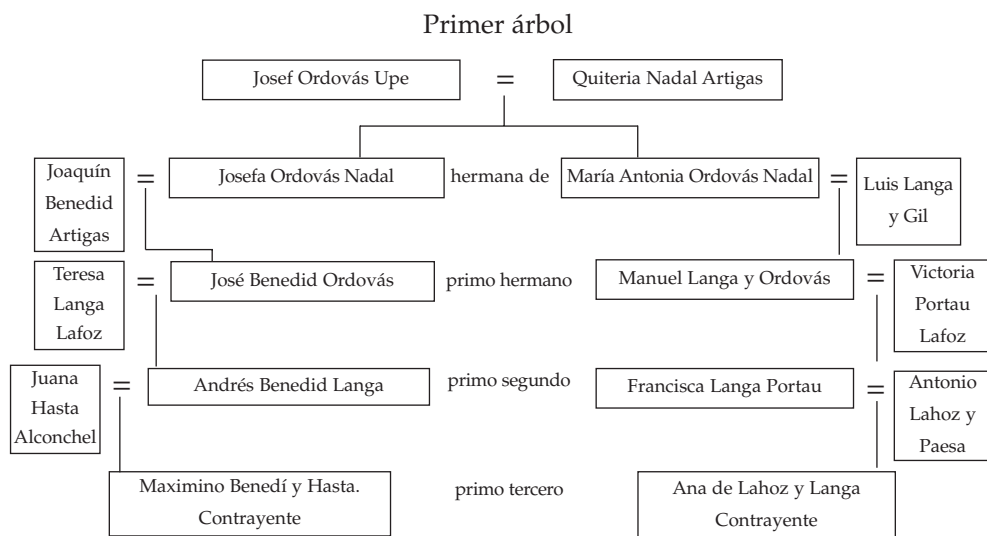 Primer árbol
Josef Ordovás Upe
=
Quiteria Nadal Artigas
Joaquín
Benedid
Artigas
=
Josefa Ordovás Nadal
hermana de
María Antonia Ordovás Nadal
=
Luis Langa
y Gil
Teresa
Langa
Lafoz
=
José Benedid Ordovás
primo hermano
Manuel Langa y Ordovás
=
Victoria
Portau
Lafoz
Juana
Hasta
Alconchel
=
Andrés Benedid Langa
primo segundo
Francisca Langa Portau
=
Antonio
Lahoz y
Paesa
Maximino Benedí y Hasta.
Contrayente
primo tercero
Ana de Lahoz y Langa
Contrayente